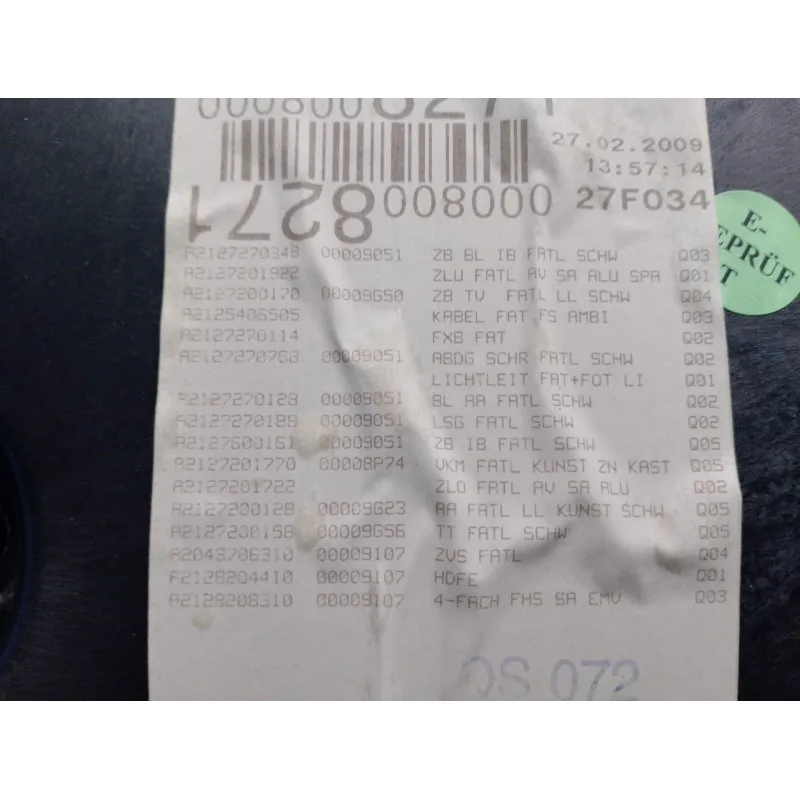 0008008271
27.02.2009
13:57:14
0008008271 27F034
A2127270348 00009051 ZB BL IB FATL SCHW Q03
A2127201922 ZLU FATL AV SA ALU SPA Q01
A2127200170 00009G50 ZB TV FATL LL SCHW Q04
A2125406505 KABEL FAT FS AMBI Q03
A2127270114 FXB FAT Q02
A2127270763 00009051 ABDG SCHR FATL SCHW Q02
LICHTLEIT FAT+FOT LI Q01
A2127270128 00009051 BL AA FATL SCHW Q02
A2127270188 00009051 LSG FATL SCHW Q02
A2127600161 00009051 ZB IB FATL SCHW Q05
A2127201770 00008P74 VKM FATL KUNST ZN KAST Q05
A2127201722 ZLO FATL AV SA ALU Q02
A2127200128 00009G23 AA FATL LL KUNST SCHW Q05
A2127200158 00009G56 TT FATL SCHW Q05
A2043706310 00009107 ZVS FATL Q04
A2128204410 00009107 HDFE Q01
A2128208310 00009107 4-FACH FHS SA EMV Q03
E-
EPRÜF
T
OS 072